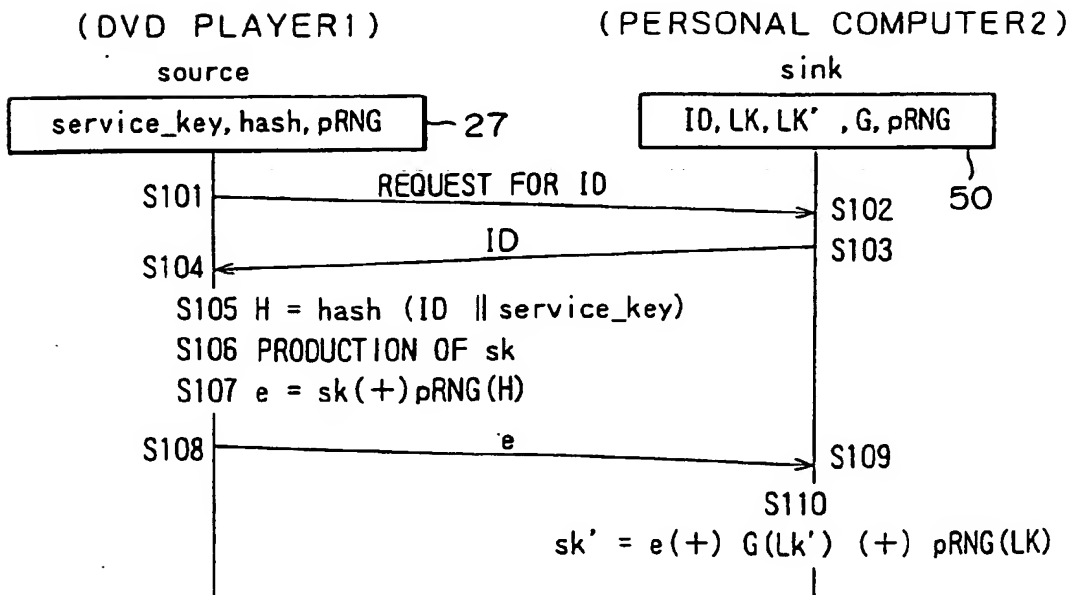 (DVD PLAYER1) (PERSONAL COMPUTER2)
source sink
service_key, hash, pRNG 27 ID, LK, LK' , G, pRNG
50
S101 REQUEST FOR ID S102
S104 ID S103
S105 H = hash (ID || service_key)
S106 PRODUCTION OF sk
S107 e = sk(+)pRNG(H)
S108 e S109
S110
sk' = e(+) G(Lk') (+) pRNG(LK)